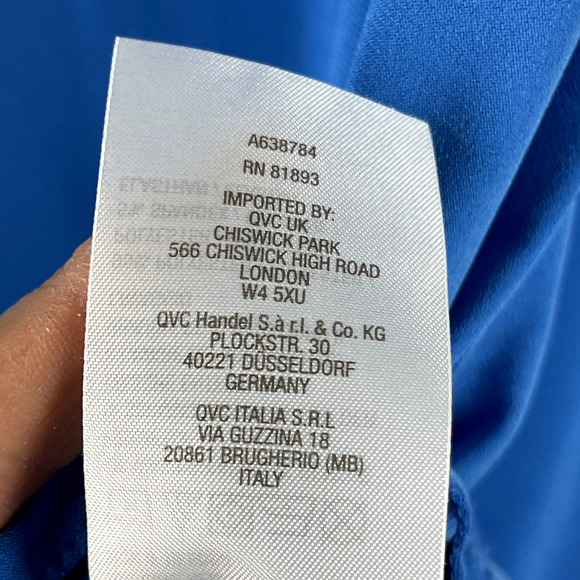 A638784
RN 81893
IMPORTED BY:
QVC UK
CHISWICK PARK
566 CHISWICK HIGH ROAD
LONDON
W4 5XU
QVC Handel S.à r.l. & Co. KG
PLOCKSTR. 30
40221 DÜSSELDORF
GERMANY
QVC ITALIA S.R.L
VIA GUZZINA 18
20861 BRUGHERIO (MB)
ITALY